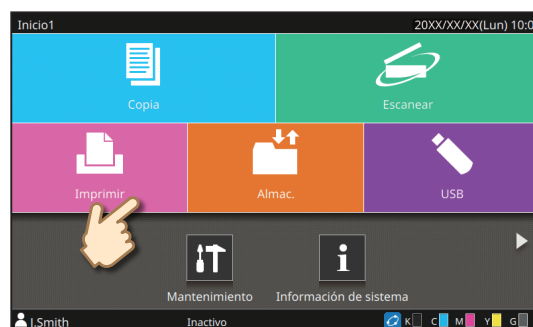 Inicio1 20XX/XX/XX(Lun) 10:0
Copia Escanear
Imprimir Almac. USB
Mantenimiento Información de sistema
J.Smith Inactivo K C M Y G